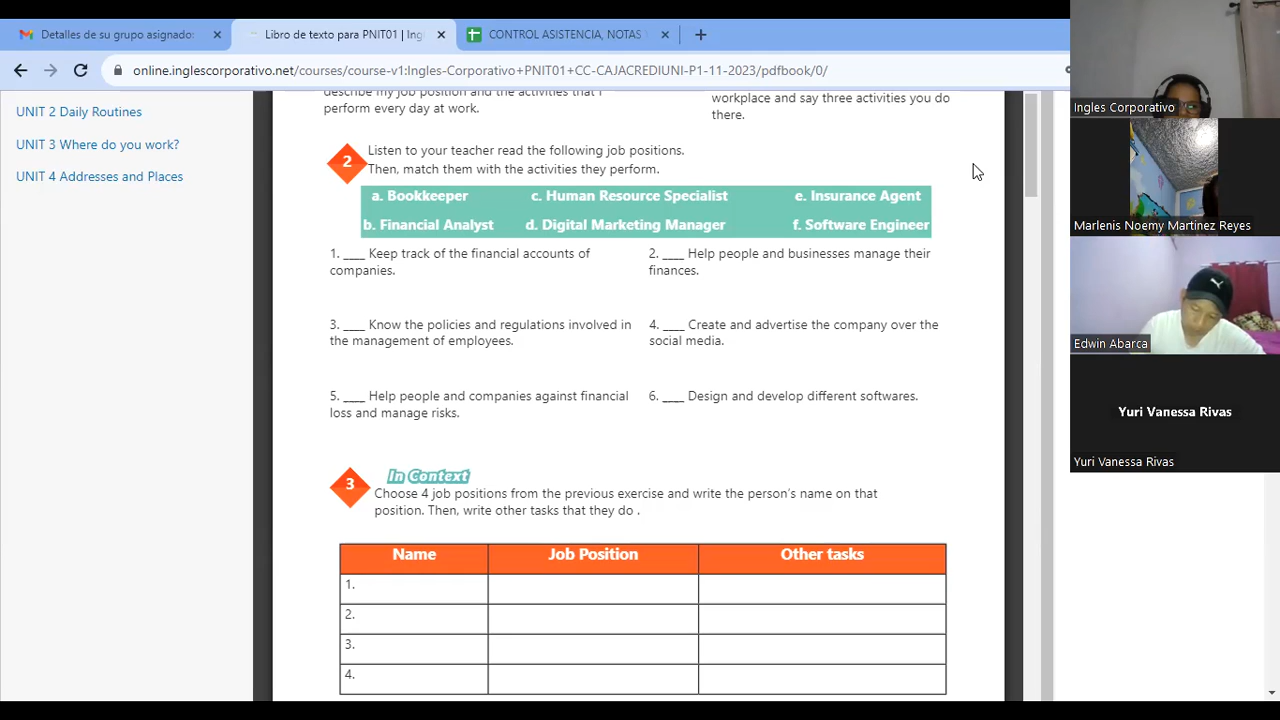 Detalles de su grupo asignado:
Libro de texto para PNIT01 | Ing
CONTROL ASISTENCIA, NOTAS
online.inglescorporativo.net/courses/course-v1:Ingles-Corporativo+PNIT01+CC-CAJACREDIUNI-P1-11-2023/pdfbook/0/
UNIT 2 Daily Routines
UNIT 3 Where do you work?
UNIT 4 Addresses and Places
describe my job position and the activities that I
perform every day at work.
workplace and say three activities you do
there.
2
Listen to your teacher read the following job positions.
Then, match them with the activities they perform.
a. Bookkeeper c. Human Resource Specialist e. Insurance Agent
b. Financial Analyst d. Digital Marketing Manager f. Software Engineer
1. ____ Keep track of the financial accounts of
companies.
2. ____ Help people and businesses manage their
finances.
3. ____ Know the policies and regulations involved in
the management of employees.
4. ____ Create and advertise the company over the
social media.
5. ____ Help people and companies against financial
loss and manage risks.
6. ____ Design and develop different softwares.
3
In Context
Choose 4 job positions from the previous exercise and write the person's name on that
position. Then, write other tasks that they do .
Name Job Position Other tasks
1.
2.
3.
4.
Ingles Corporativo
Marlenis Noemy Martinez Reyes
Edwin Abarca
Yuri Vanessa Rivas
Yuri Vanessa Rivas